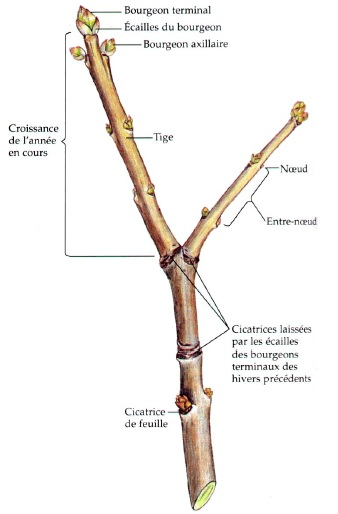 Bourgeon terminal
Écailles du bourgeon
Bourgeon axillaire
Croissance
de l'année
en cours
Tige
Nœud
Entre-nœud
Cicatrices laissées
par les écailles
des bourgeons
terminaux des
hivers précédents
Cicatrice
de feuille